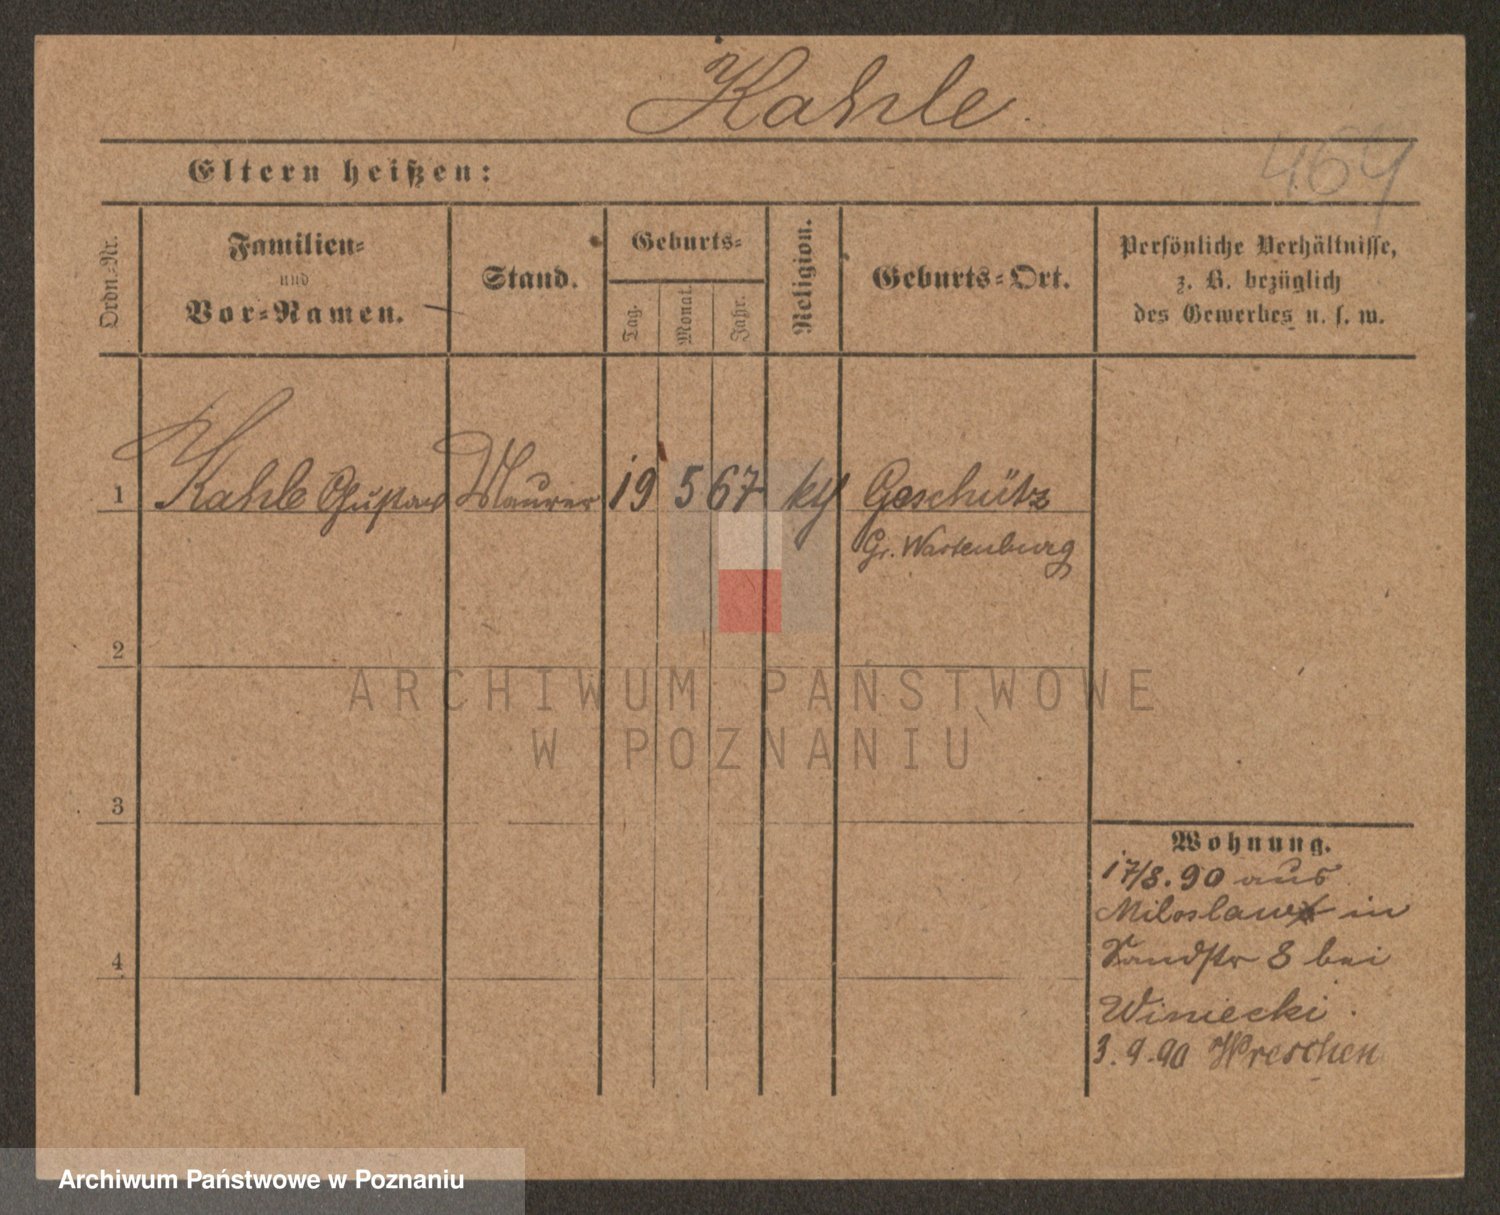 Kahle.
464
Eltern heißen:
Ordn.-Nr.
Familien-
und
Vor-Namen.
Stand.
Geburts-
Tag.
Monat.
Jahr.
Religion.
Geburts-Ort.
Persönliche Verhältnisse,
z. B. bezüglich
des Gewerbes u. s. w.
1 Kahle Gustav Maurer 19 5 67 Geschütz
Gr. Wartenburg
2
ARCHIWUM PAŃSTWOWE
W POZNANIU
3
Wohnung.
17/8.90 aus
Miloslaw in
Sandstr 8 bei
4
Winiecki.
3.9.90 Wreschen
Archiwum Państwowe w Poznaniu